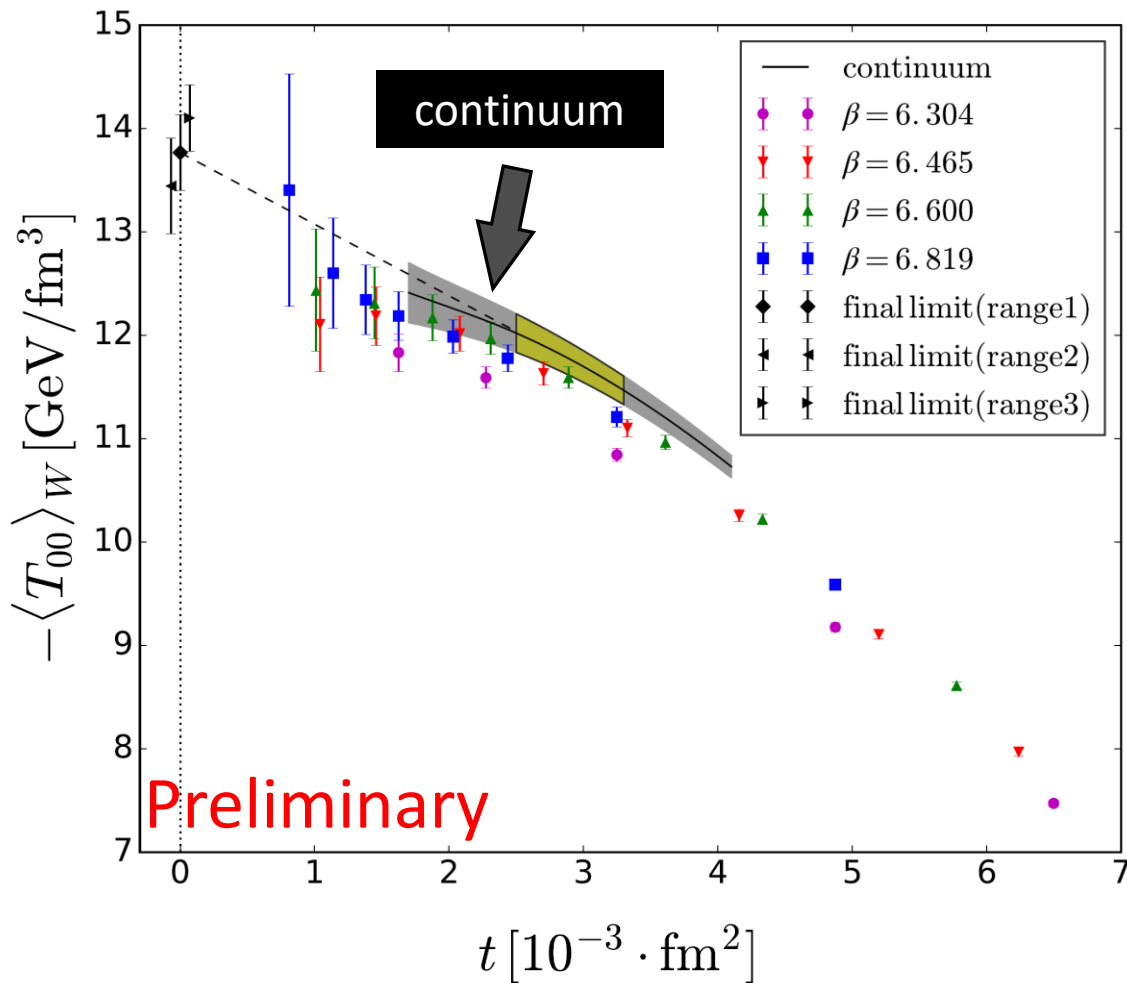 15
14
13
12
11
10
9
8
7
0 1 2 3 4 5 6 7
−⟨T₀₀⟩_W [GeV/fm³]
t [10⁻³ · fm²]
continuum
continuum
β = 6.304
β = 6.465
β = 6.600
β = 6.819
final limit(range1)
final limit(range2)
final limit(range3)
Preliminary